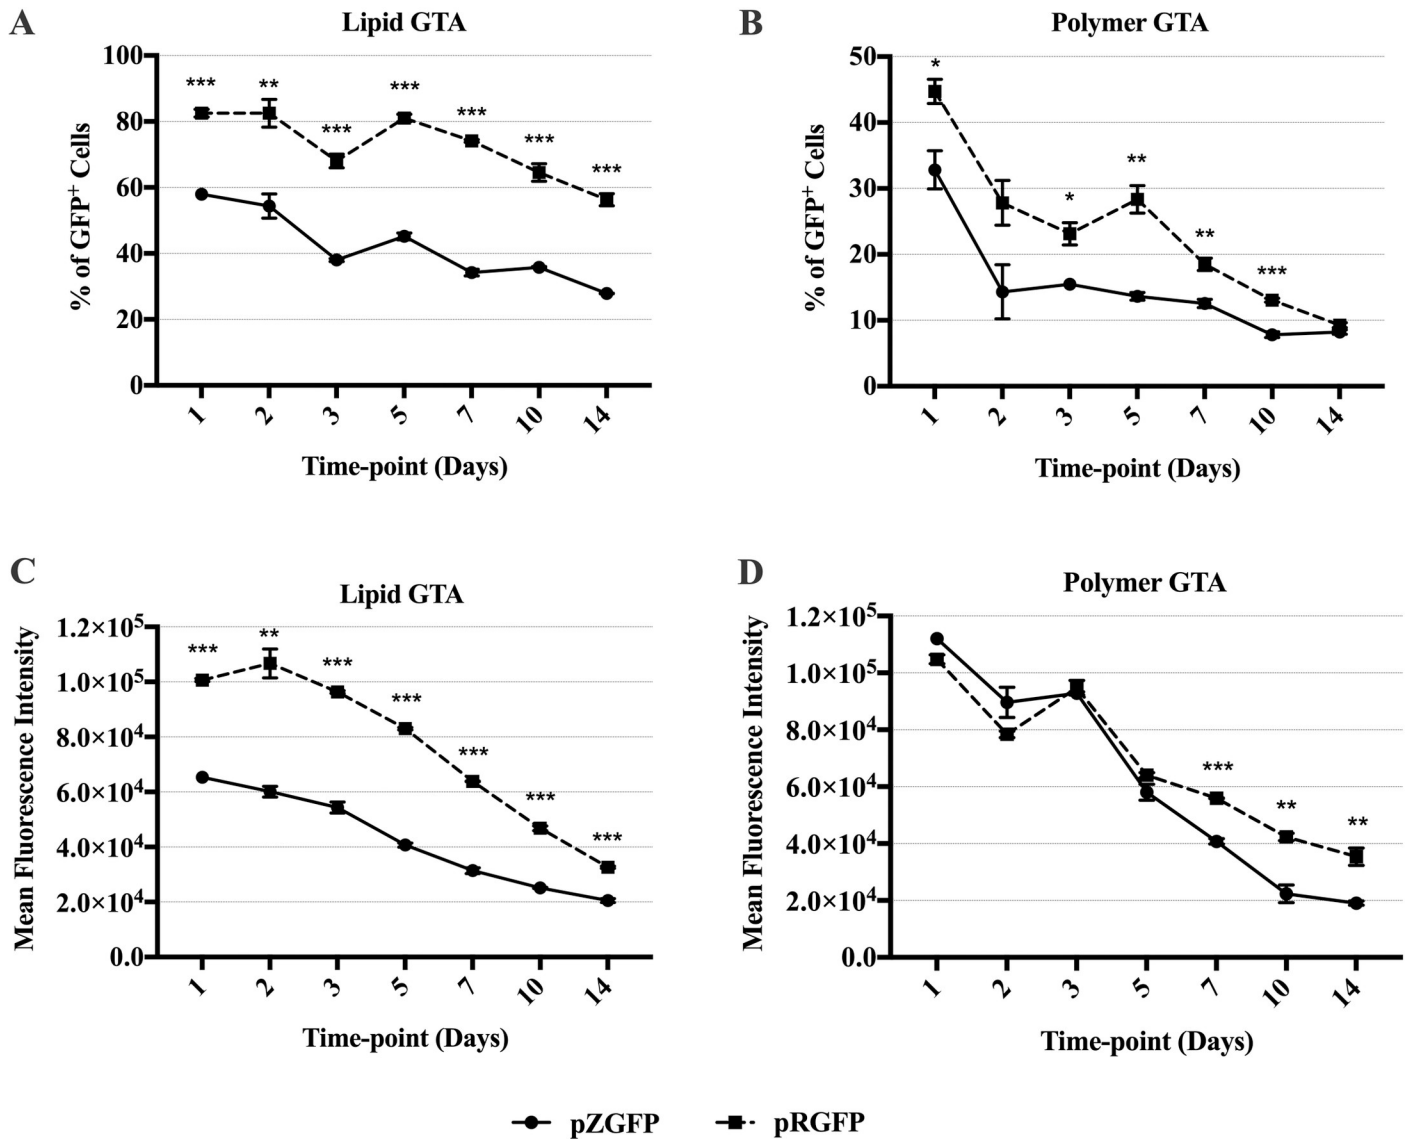 A
Lipid GTA
% of GFP⁺ Cells
100
80
60
40
20
0
*** ** *** *** *** *** ***
1 2 3 5 7 10 14
Time-point (Days)
B
Polymer GTA
% of GFP⁺ Cells
50
40
30
20
10
0
* * ** ** ***
1 2 3 5 7 10 14
Time-point (Days)
C
Lipid GTA
Mean Fluorescence Intensity
1.2×10⁵
1.0×10⁵
8.0×10⁴
6.0×10⁴
4.0×10⁴
2.0×10⁴
0.0
*** ** *** *** *** *** ***
1 2 3 5 7 10 14
Time-point (Days)
D
Polymer GTA
Mean Fluorescence Intensity
1.2×10⁵
1.0×10⁵
8.0×10⁴
6.0×10⁴
4.0×10⁴
2.0×10⁴
0.0
*** ** **
1 2 3 5 7 10 14
Time-point (Days)
pZGFP pRGFP